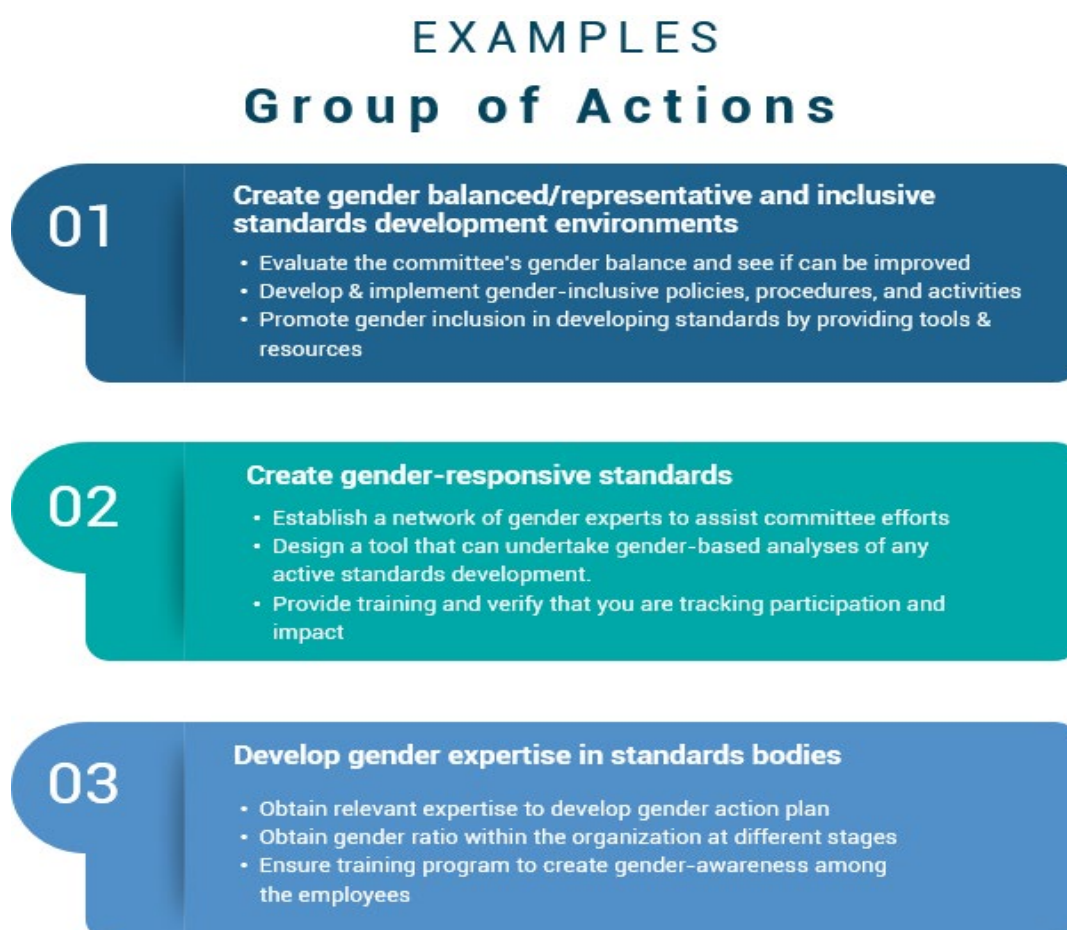 EXAMPLES
Group of Actions
01
Create gender balanced/representative and inclusive
standards development environments
• Evaluate the committee's gender balance and see if can be improved
• Develop & implement gender-inclusive policies, procedures, and activities
• Promote gender inclusion in developing standards by providing tools &
resources
02
Create gender-responsive standards
• Establish a network of gender experts to assist committee efforts
• Design a tool that can undertake gender-based analyses of any
active standards development.
• Provide training and verify that you are tracking participation and
impact
03
Develop gender expertise in standards bodies
• Obtain relevant expertise to develop gender action plan
• Obtain gender ratio within the organization at different stages
• Ensure training program to create gender-awareness among
the employees